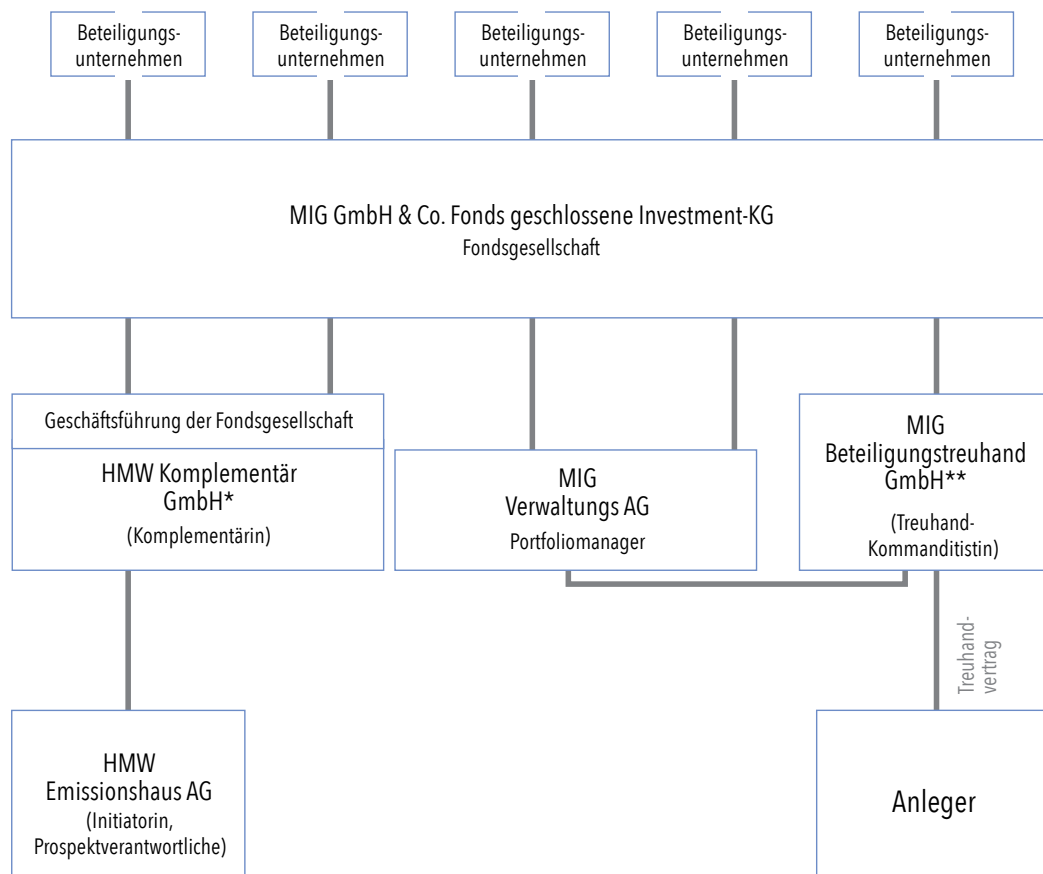 Beteiligungs-
unternehmen
Beteiligungs-
unternehmen
Beteiligungs-
unternehmen
Beteiligungs-
unternehmen
Beteiligungs-
unternehmen
MIG GmbH & Co. Fonds geschlossene Investment-KG
Fondsgesellschaft
Geschäftsführung der Fondsgesellschaft
HMW Komplementär
GmbH*
(Komplementärin)
MIG
Verwaltungs AG
Portfoliomanager
MIG
Beteiligungstreuhand
GmbH**
(Treuhand-
Kommanditistin)
Treuhand-
vertrag
HMW
Emissionshaus AG
(Initiatorin,
Prospektverantwortliche)
Anleger